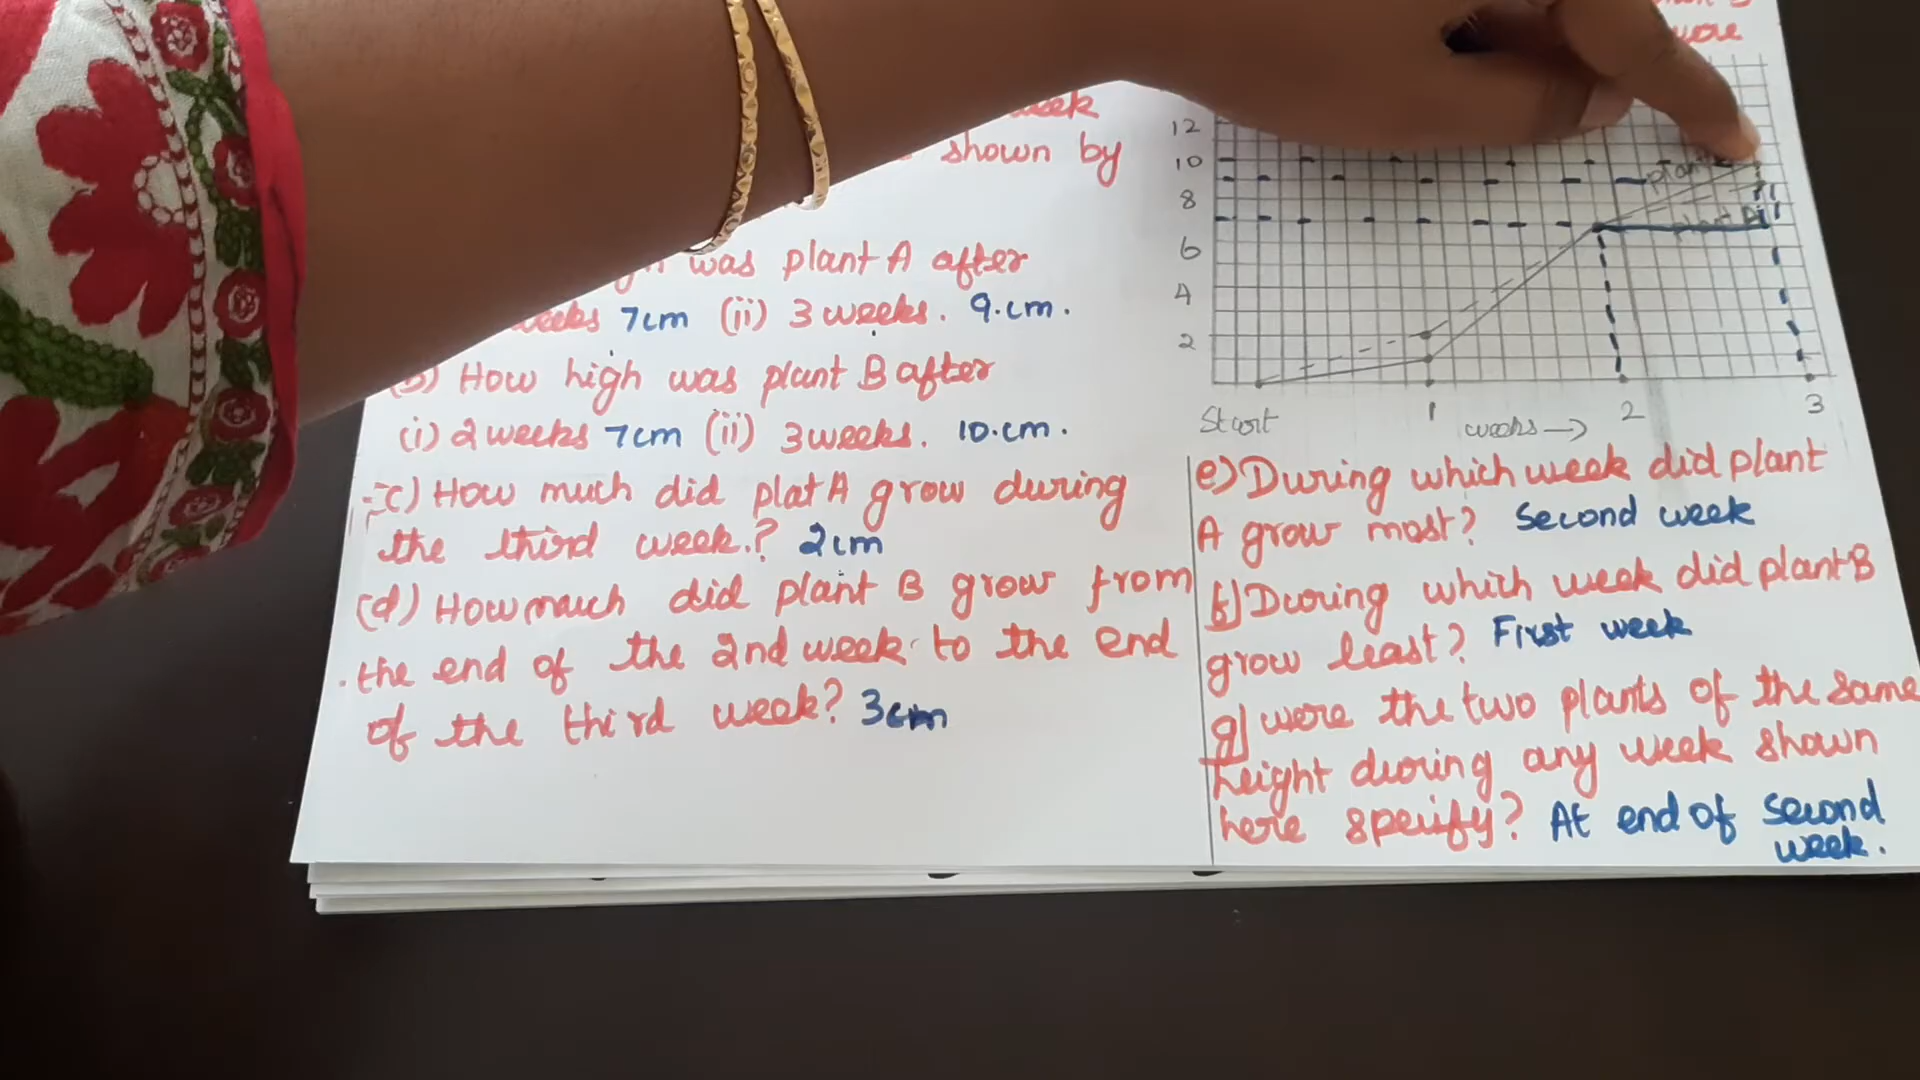 were
week
shown by
was plant A after
weeks 7cm (ii) 3 weeks. 9.cm.
(b) How high was plant B after
(i) 2 weeks 7cm (ii) 3 weeks. 10.cm.
(c) How much did plat A grow during
the third week.? 2cm
(d) How much did plant B grow from
the end of the 2nd week to the end
of the third week? 3cm
12
10
8
6
4
2
plant A
Start 1 weeks → 2 3
e) During which week did plant
A grow most? Second week
f) During which week did plant B
grow least? First week
g) were the two plants of the same
height during any week shown
here specify? At end of second
week.